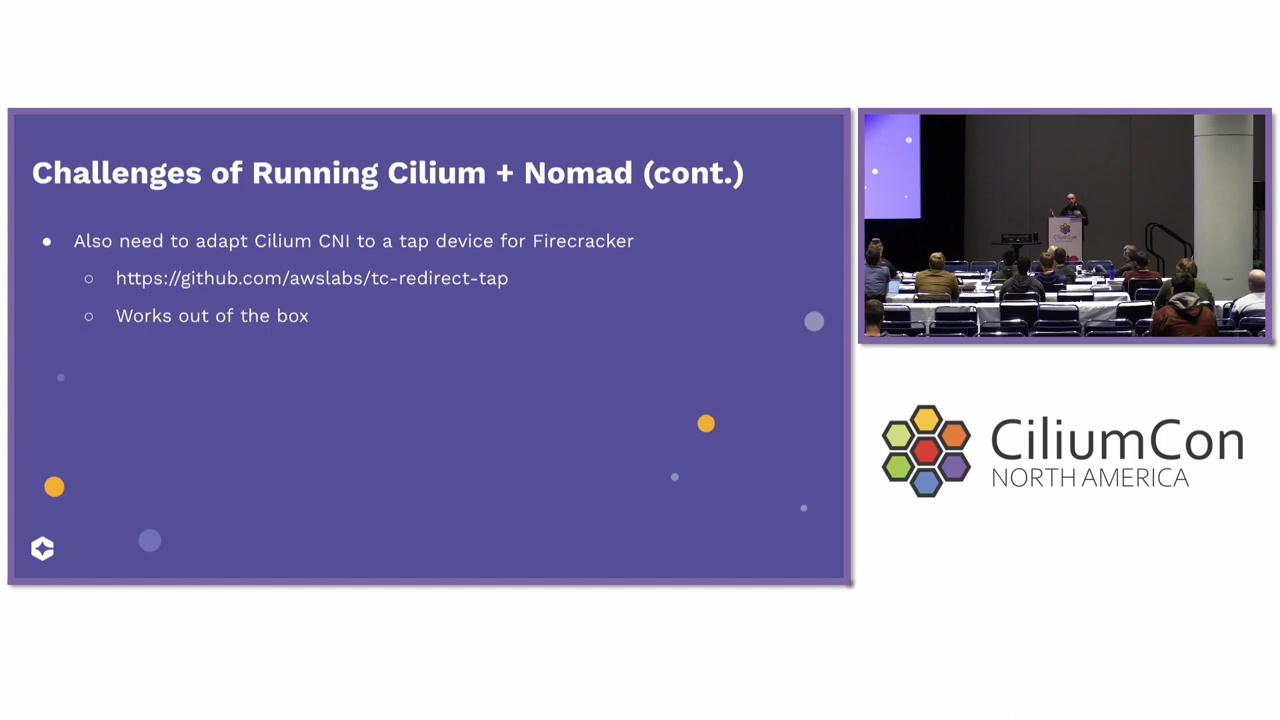 Challenges of Running Cilium + Nomad (cont.)
● Also need to adapt Cilium CNI to a tap device for Firecracker
○ https://github.com/awslabs/tc-redirect-tap
○ Works out of the box
CiliumCon
NORTH AMERICA